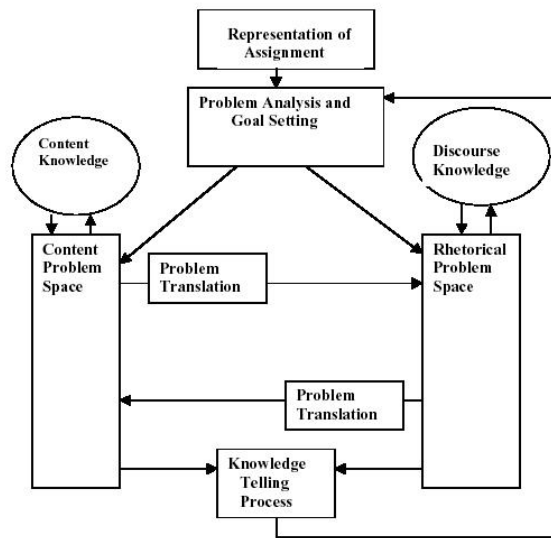 Representation of
Assignment
Problem Analysis and
Goal Setting
Content
Knowledge
Discourse
Knowledge
Content
Problem
Space
Problem
Translation
Rhetorical
Problem
Space
Problem
Translation
Knowledge
Telling
Process